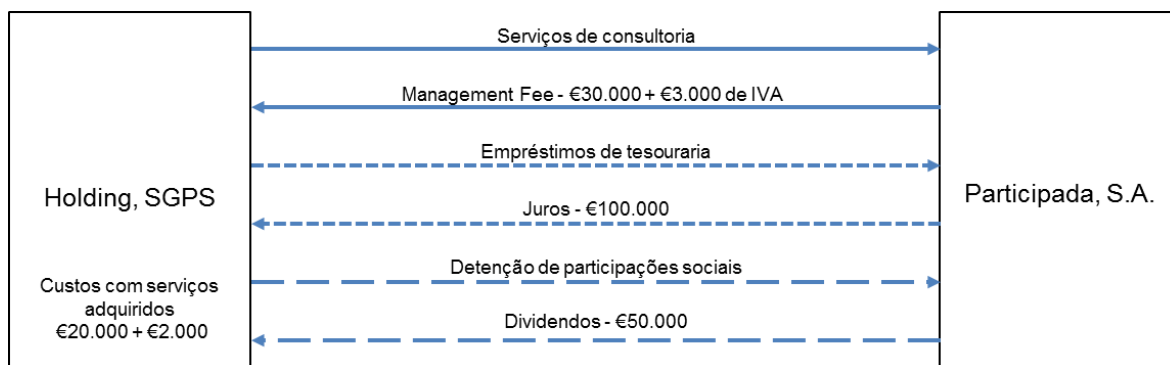 Serviços de consultoria
Management Fee - €30.000 + €3.000 de IVA
Empréstimos de tesouraria
Holding, SGPS
Participada, S.A.
Juros - €100.000
Detenção de participações sociais
Custos com serviços
adquiridos
€20.000 + €2.000
Dividendos - €50.000